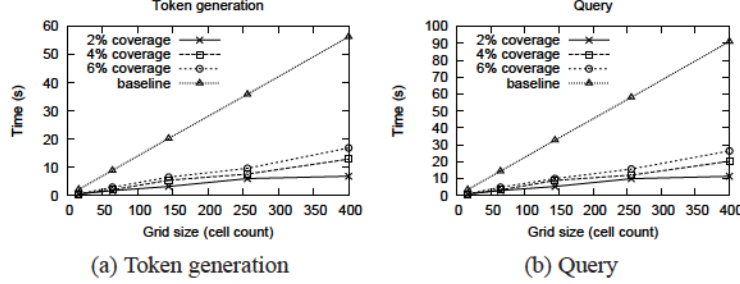 Token generation
60
50
40
30
20
10
0
Time (s)
2% coverage
4% coverage
6% coverage
baseline
0 50 100 150 200 250 300 350 400
Grid size (cell count)
(a) Token generation
Query
100
90
80
70
60
50
40
30
20
10
0
Time (s)
2% coverage
4% coverage
6% coverage
baseline
0 50 100 150 200 250 300 350 400
Grid size (cell count)
(b) Query